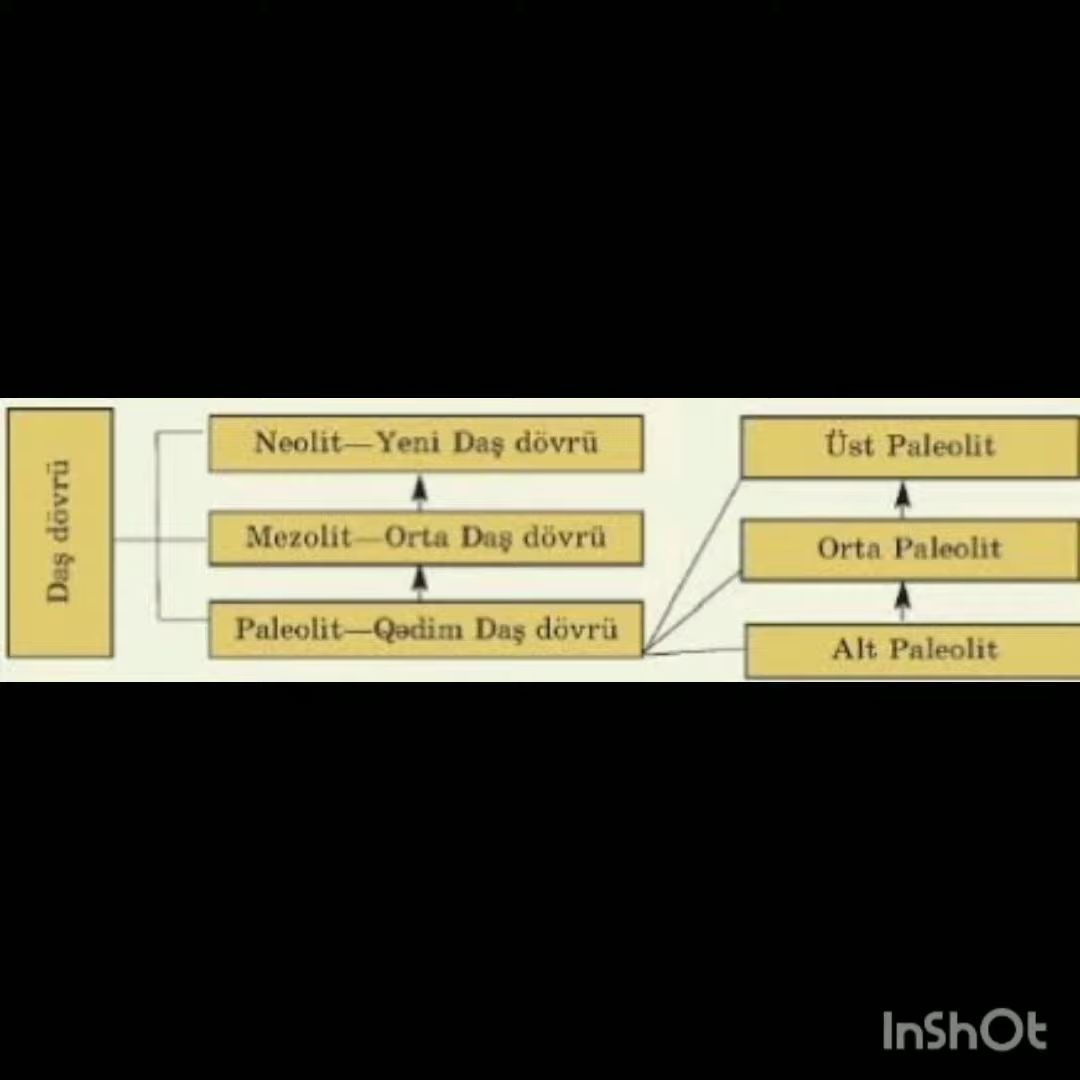 Daş dövrü
Neolit—Yeni Daş dövrü
Mezolit—Orta Daş dövrü
Paleolit—Qədim Daş dövrü
Üst Paleolit
Orta Paleolit
Alt Paleolit
InShOt